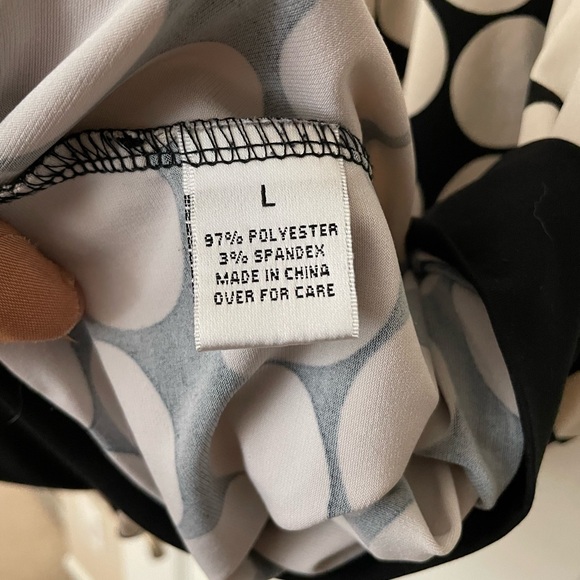 L
97% POLYESTER
3% SPANDEX
MADE IN CHINA
OVER FOR CARE